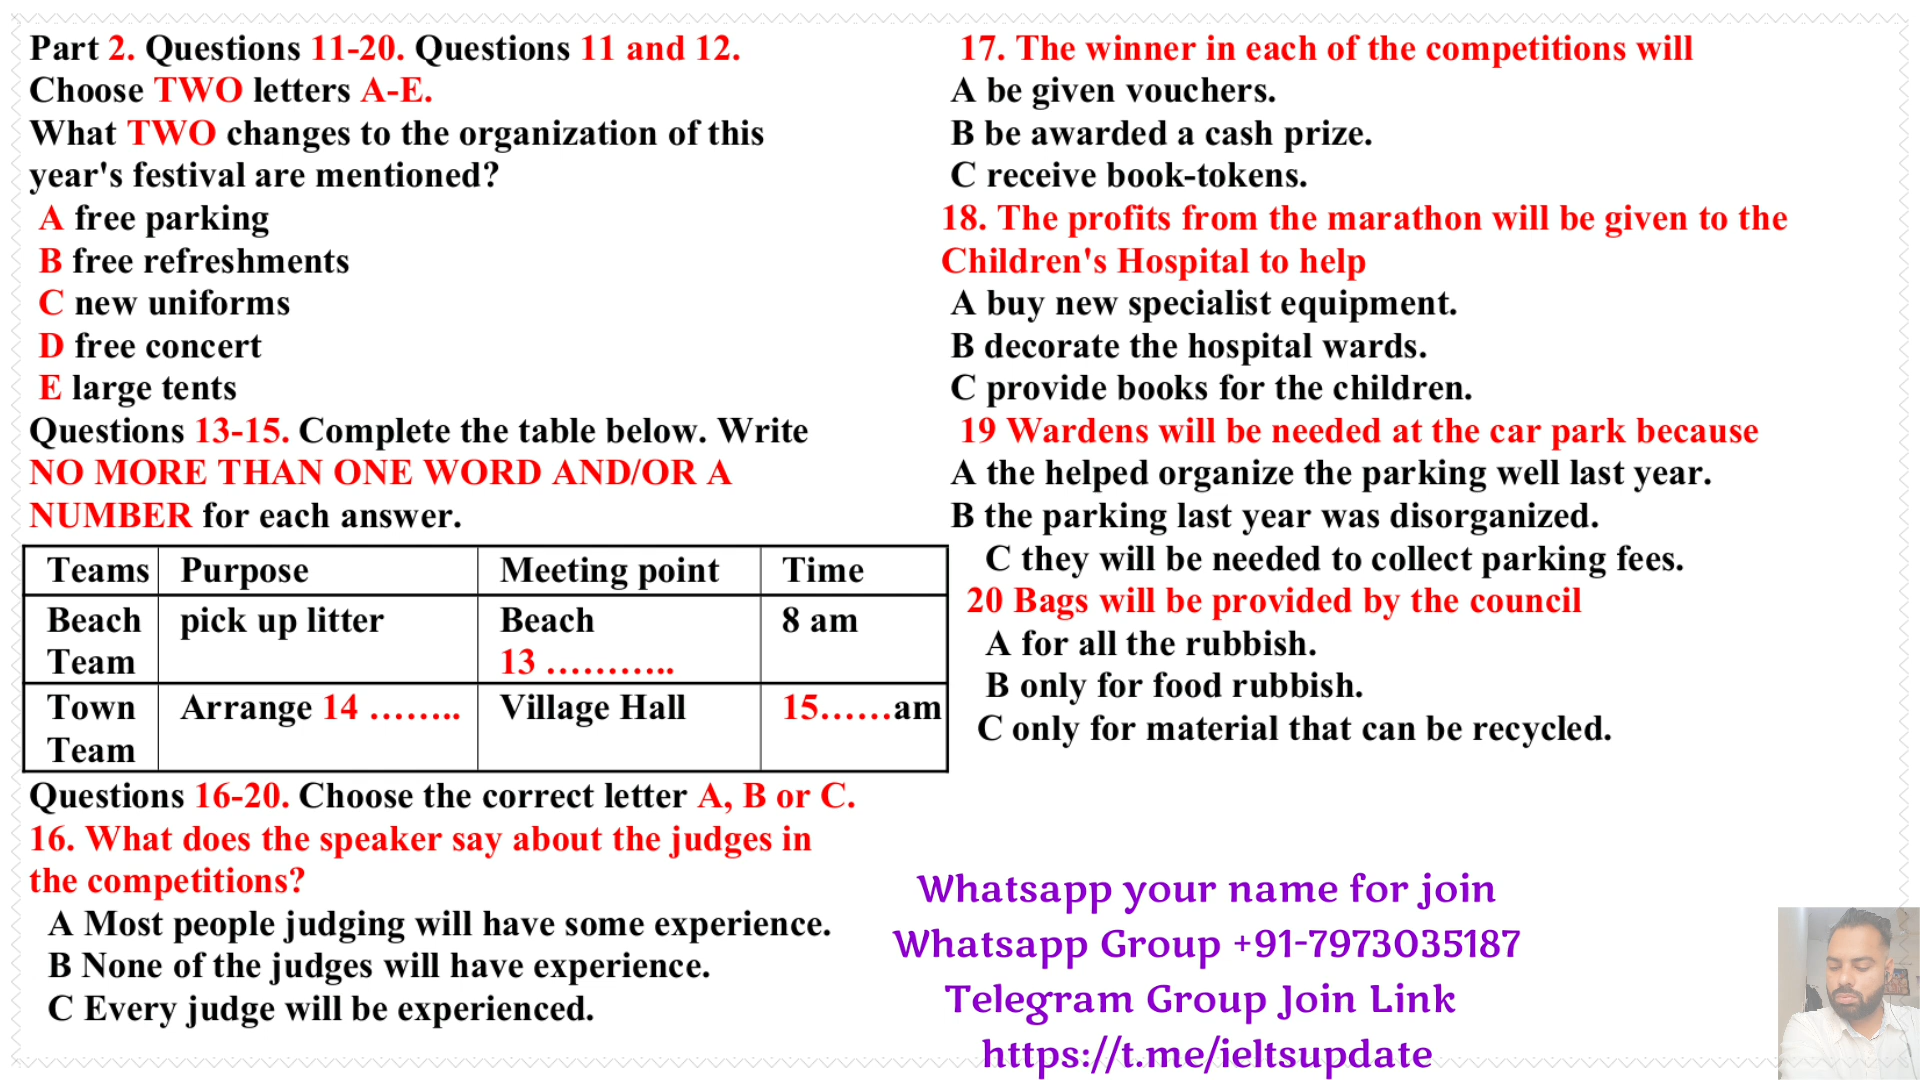 Part 2. Questions 11-20. Questions 11 and 12.
Choose TWO letters A-E.
What TWO changes to the organization of this
year's festival are mentioned?
A free parking
B free refreshments
C new uniforms
D free concert
E large tents
Questions 13-15. Complete the table below. Write
NO MORE THAN ONE WORD AND/OR A
NUMBER for each answer.
Teams Purpose Meeting point Time
Beach pick up litter Beach 8 am
Team 13 ………..
Town Arrange 14 …….. Village Hall 15……am
Team
Questions 16-20. Choose the correct letter A, B or C.
16. What does the speaker say about the judges in
the competitions?
A Most people judging will have some experience.
B None of the judges will have experience.
C Every judge will be experienced.
17. The winner in each of the competitions will
A be given vouchers.
B be awarded a cash prize.
C receive book-tokens.
18. The profits from the marathon will be given to the
Children's Hospital to help
A buy new specialist equipment.
B decorate the hospital wards.
C provide books for the children.
19 Wardens will be needed at the car park because
A the helped organize the parking well last year.
B the parking last year was disorganized.
C they will be needed to collect parking fees.
20 Bags will be provided by the council
A for all the rubbish.
B only for food rubbish.
C only for material that can be recycled.
Whatsapp your name for join
Whatsapp Group +91-7973035187
Telegram Group Join Link
https://t.me/ieltsupdate